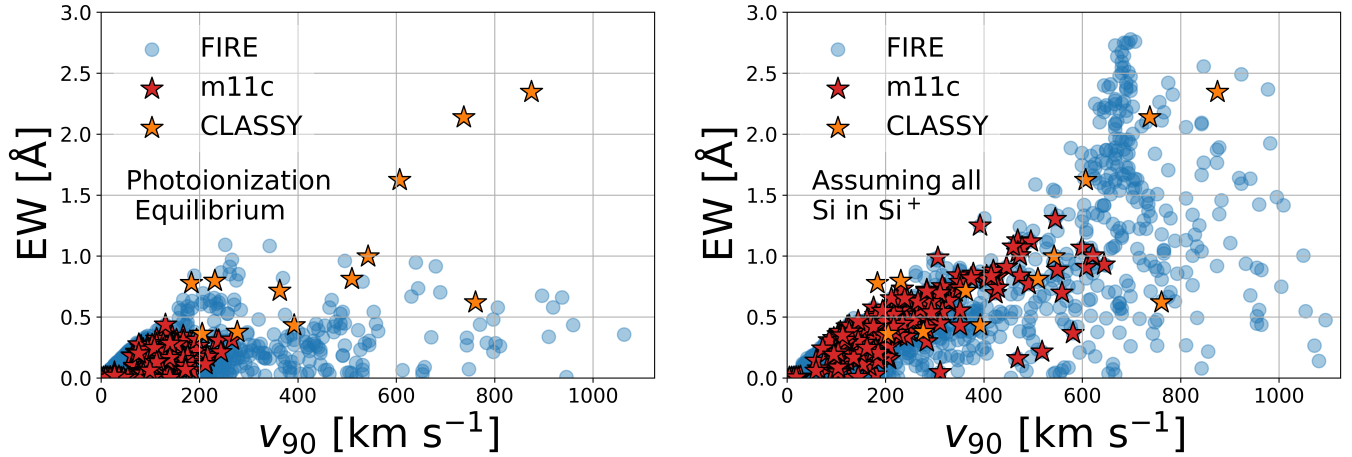 3.0
2.5
2.0
1.5
1.0
0.5
0.0
EW [Å]
FIRE
m11c
CLASSY
Photoionization
Equilibrium
0 200 400 600 800 1000
v90 [km s−1]
3.0
2.5
2.0
1.5
1.0
0.5
0.0
EW [Å]
FIRE
m11c
CLASSY
Assuming all
Si in Si+
0 200 400 600 800 1000
v90 [km s−1]